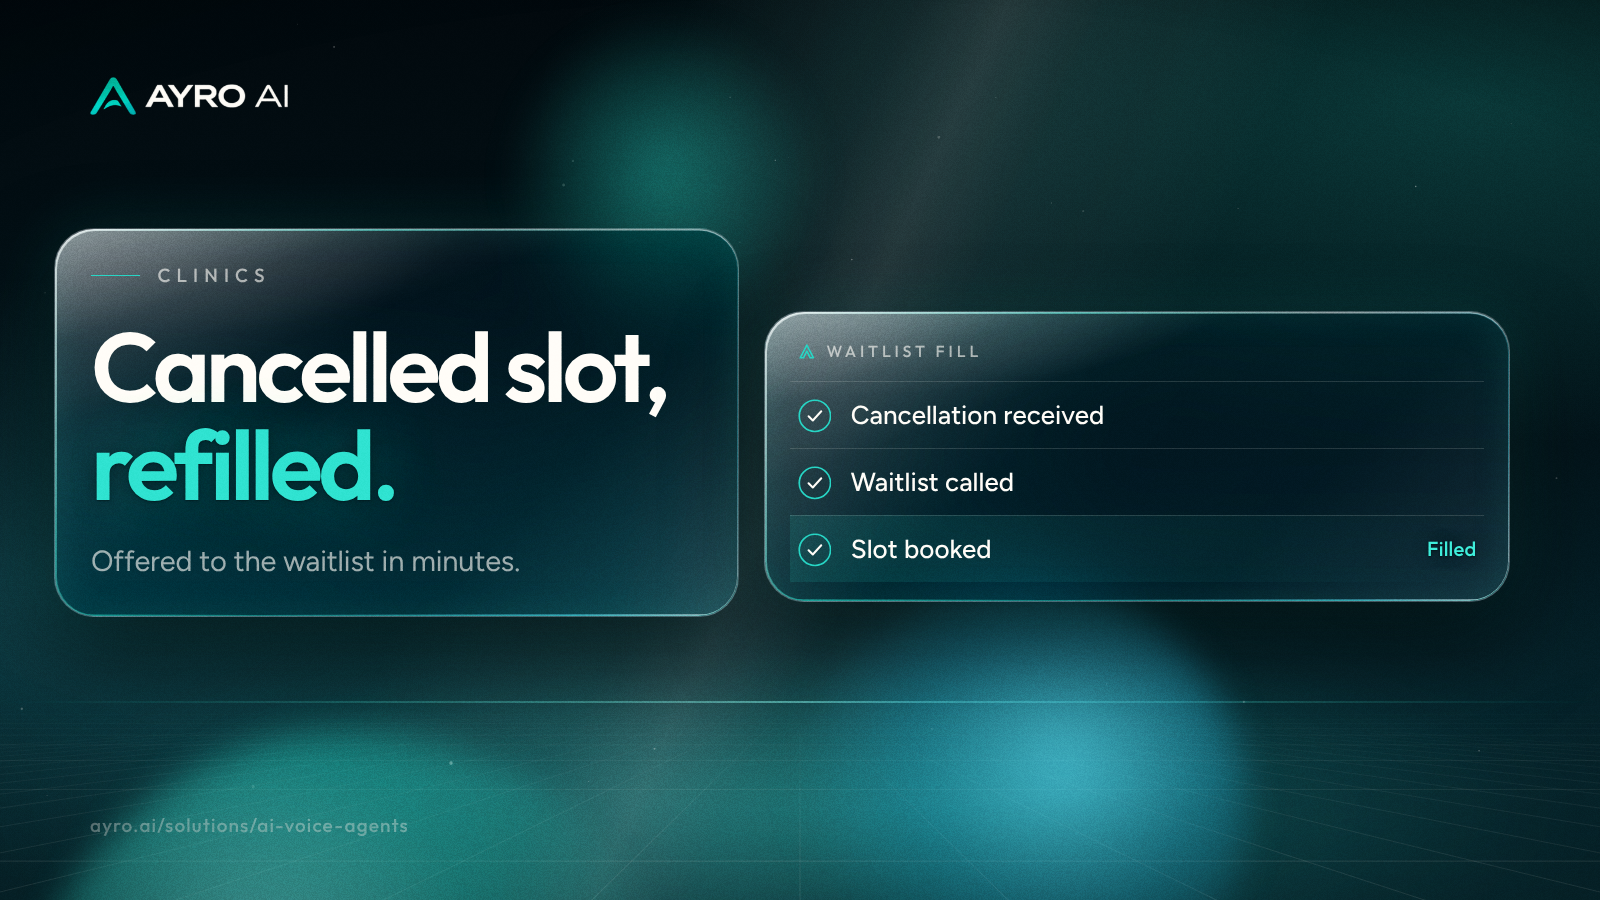 AYRO AI
CLINICS
Cancelled slot,
refilled.
Offered to the waitlist in minutes.
WAITLIST FILL
Cancellation received
Waitlist called
Slot booked
Filled
ayro.ai/solutions/ai-voice-agents